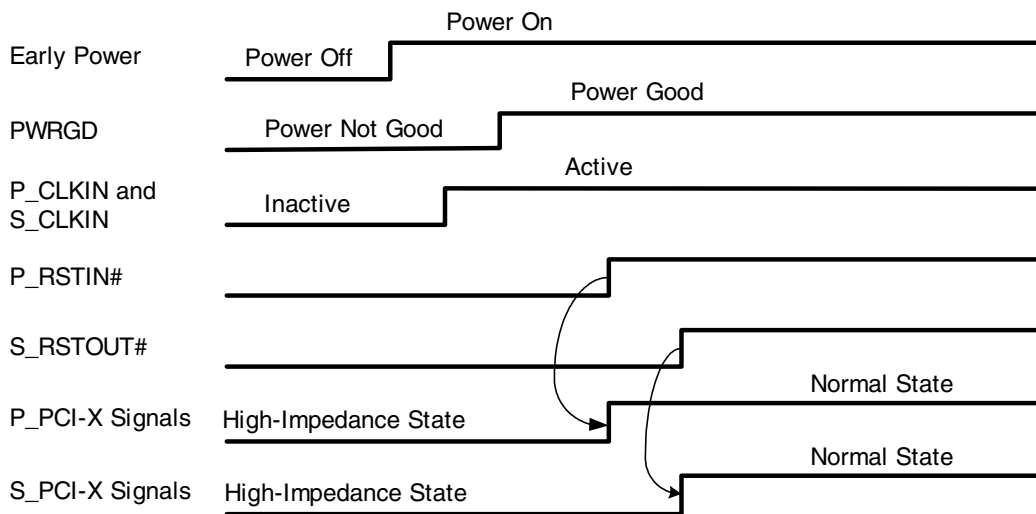 Power On
Early Power
Power Off
Power Good
PWRGD
Power Not Good
Active
P_CLKIN and
S_CLKIN
Inactive
P_RSTIN#
S_RSTOUT#
Normal State
P_PCI-X Signals
High-Impedance State
Normal State
S_PCI-X Signals
High-Impedance State